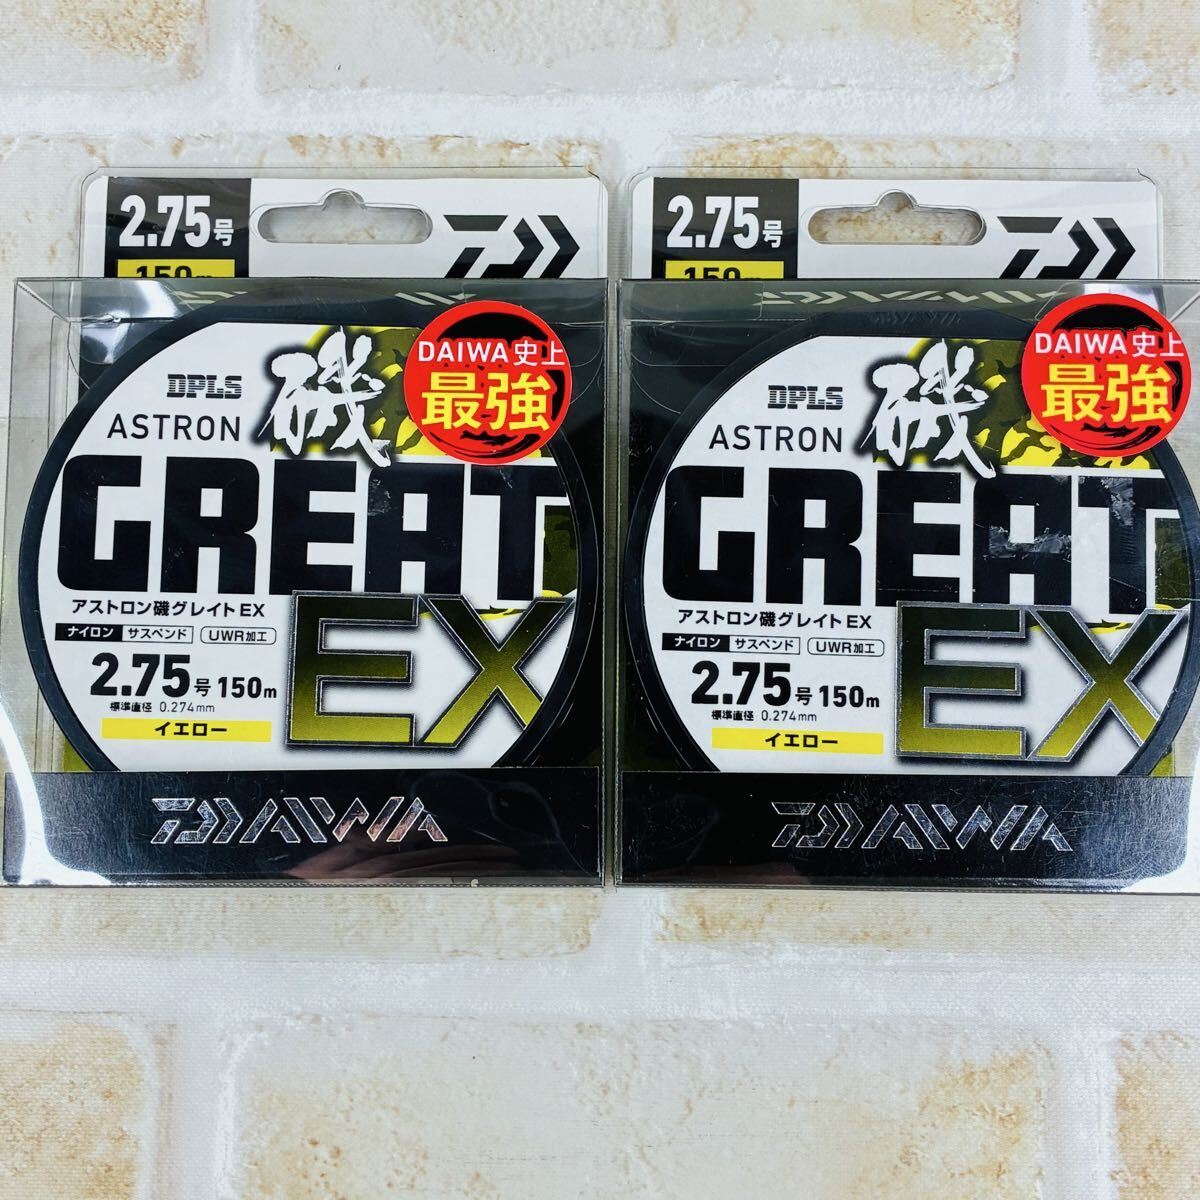 2.75号
150m
DAIWA
DAIWA史上
最強
DPLS
ASTRON
磯
GREAT
EX
アストロン磯グレイトEX
ナイロン サスペンド UWR加工
2.75号 150m
標準直径 0.274mm
イエロー
DAIWA
2.75号
150m
DAIWA
DAIWA史上
最強
DPLS
ASTRON
磯
GREAT
EX
アストロン磯グレイトEX
ナイロン サスペンド UWR加工
2.75号 150m
標準直径 0.274mm
イエロー
DAIWA